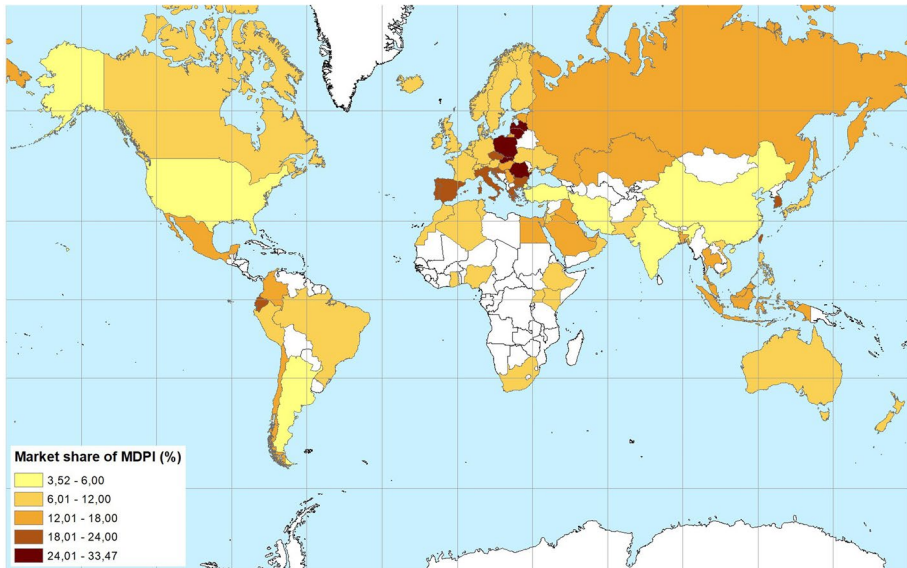 Market share of MDPI (%)
3,52 - 6,00
6,01 - 12,00
12,01 - 18,00
18,01 - 24,00
24,01 - 33,47